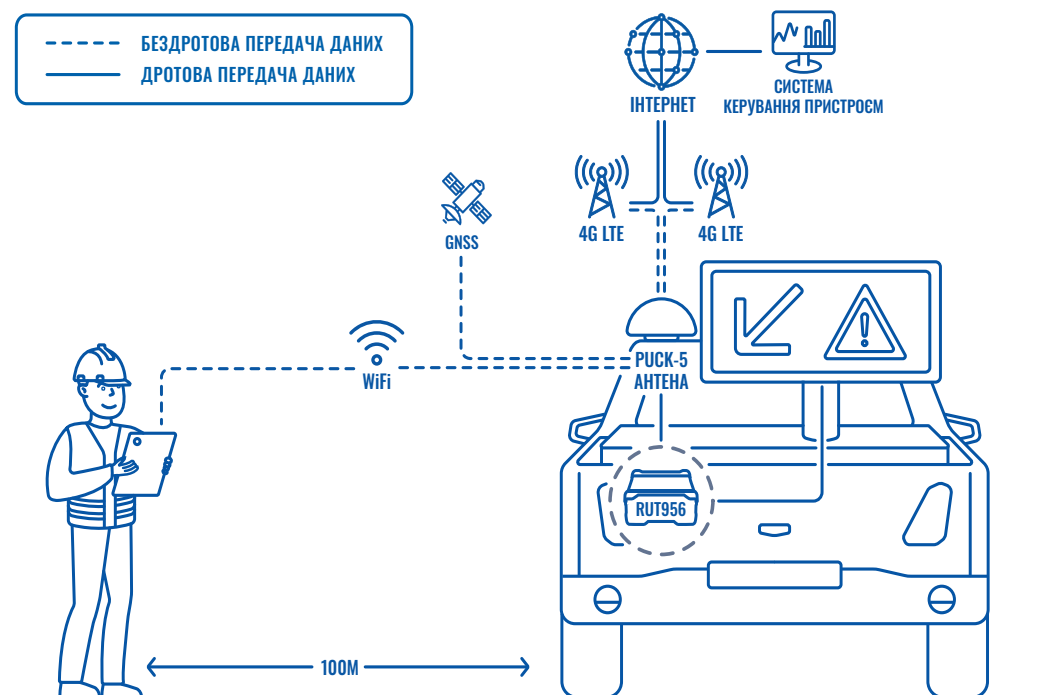 БЕЗДРОТОВА ПЕРЕДАЧА ДАНИХ
ДРОТОВА ПЕРЕДАЧА ДАНИХ
ІНТЕРНЕТ
СИСТЕМА
КЕРУВАННЯ ПРИСТРОЄМ
4G LTE
4G LTE
GNSS
WiFi
PUCK-5
АНТЕНА
RUT956
100М